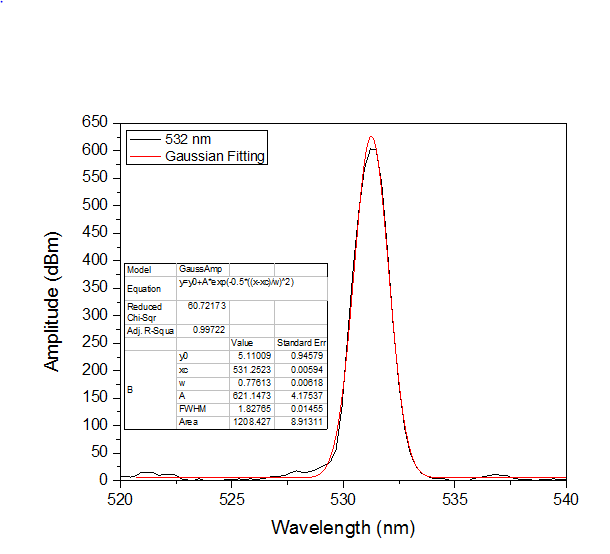 650
600
550
500
450
400
350
300
250
200
150
100
50
0
Amplitude (dBm)
532 nm
Gaussian Fitting
Model GaussAmp
Equation y=y0+A*exp(-0.5*((x-xc)/w)^2)
Reduced Chi-Sqr 60.72173
Adj. R-Squa 0.99722
Value Standard Err
B y0 5.11009 0.94579
xc 531.2523 0.00594
w 0.77613 0.00618
A 621.1473 4.17537
FWHM 1.82765 0.01455
Area 1208.427 8.91311
520 525 530 535 540
Wavelength (nm)